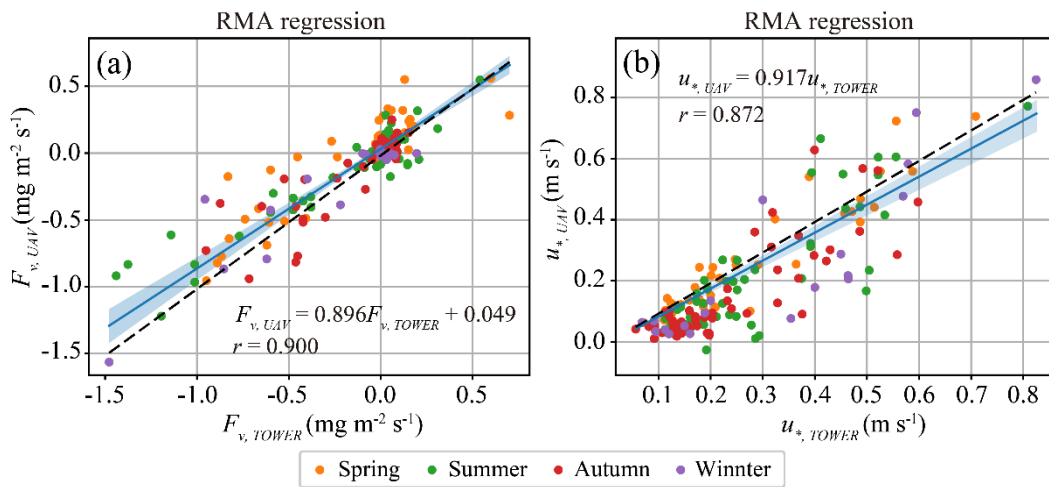 RMA regression
(a)
0.5
0.0
-0.5
-1.0
-1.5
F_v, UAV (mg m⁻² s⁻¹)
F_v, UAV = 0.896F_v, TOWER + 0.049
r = 0.900
-1.5 -1.0 -0.5 0.0 0.5
F_v, TOWER (mg m⁻² s⁻¹)
RMA regression
(b)
u_*, UAV = 0.917u_*, TOWER
r = 0.872
0.8
0.6
0.4
0.2
0.0
u_*, UAV (m s⁻¹)
0.1 0.2 0.3 0.4 0.5 0.6 0.7 0.8
u_*, TOWER (m s⁻¹)
Spring Summer Autumn Winnter